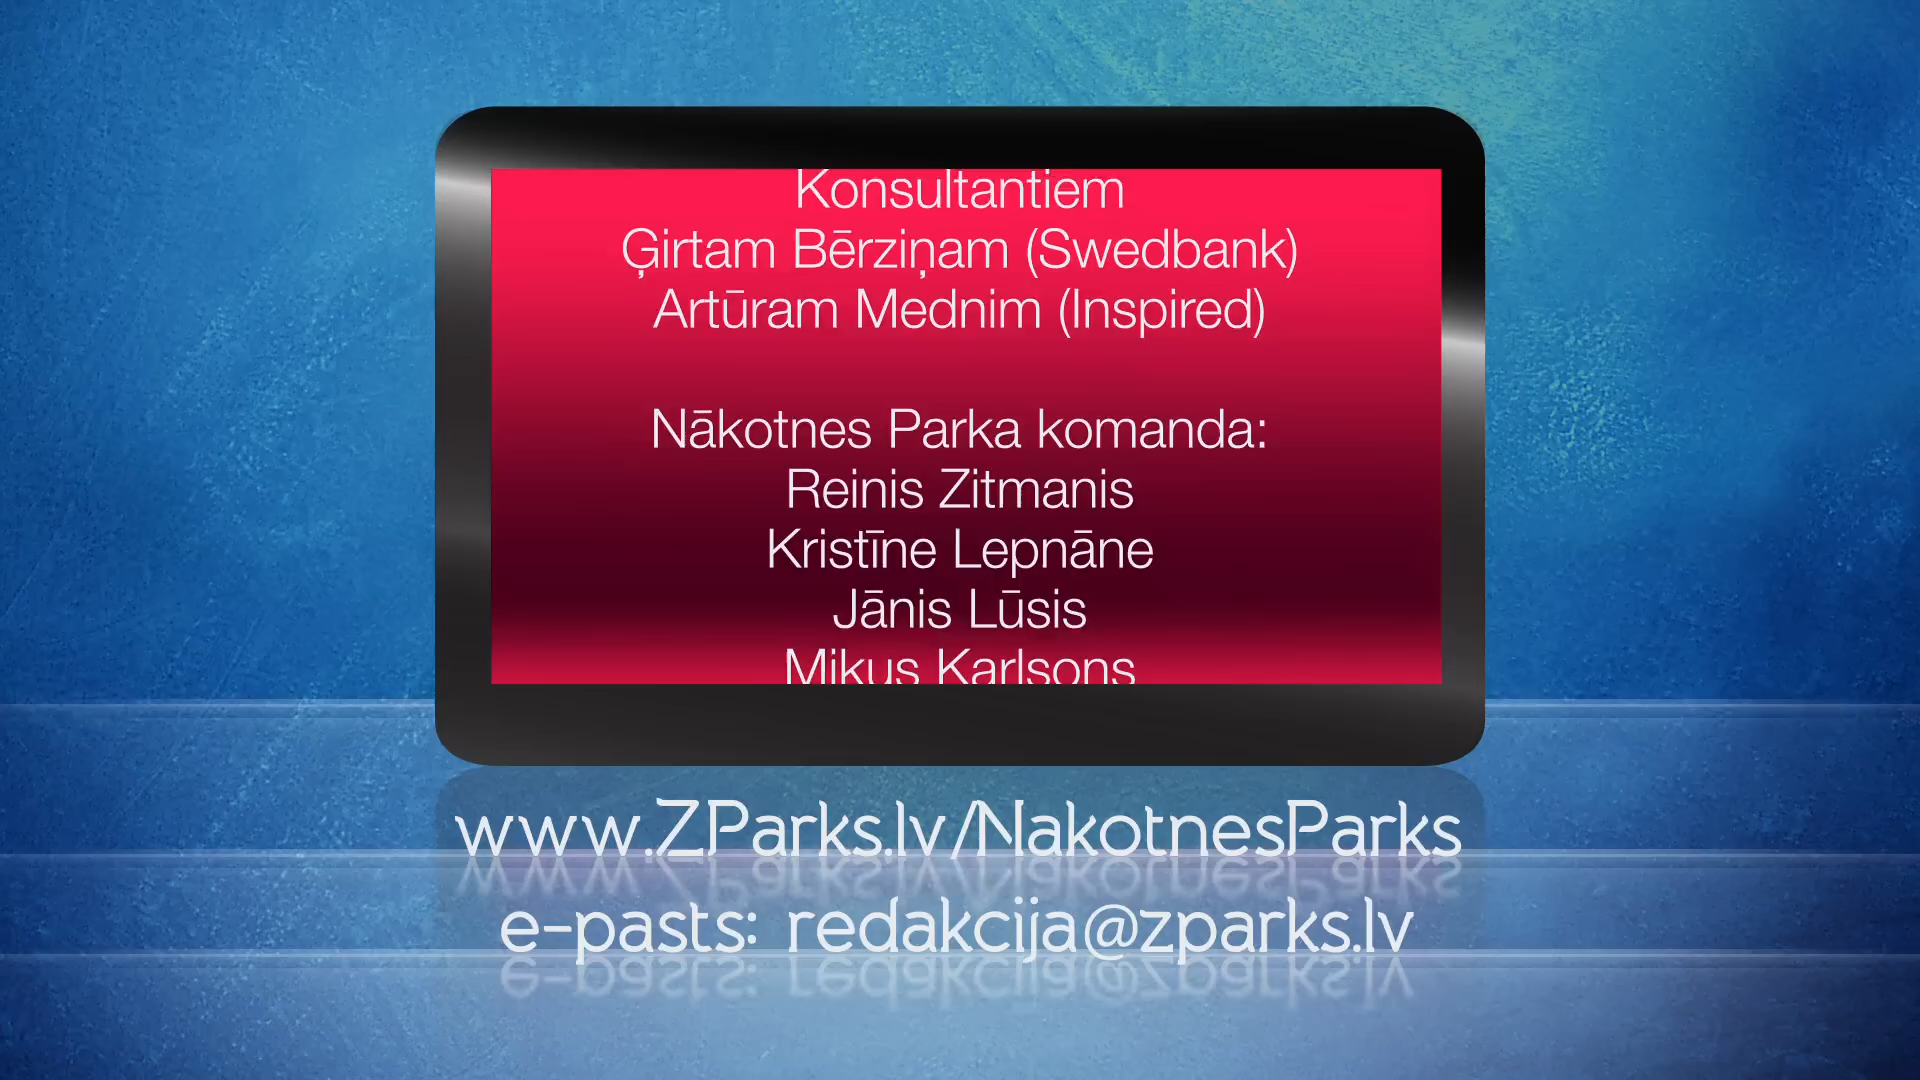 Konsultantiem
Ģirtam Bērziņam (Swedbank)
Artūram Mednim (Inspired)
Nākotnes Parka komanda:
Reinis Zitmanis
Kristīne Lepnāne
Jānis Lūsis
Mikus Karlsons
www.ZParks.lv/NakotnesParks
e-pasts: redakcija@zparks.lv